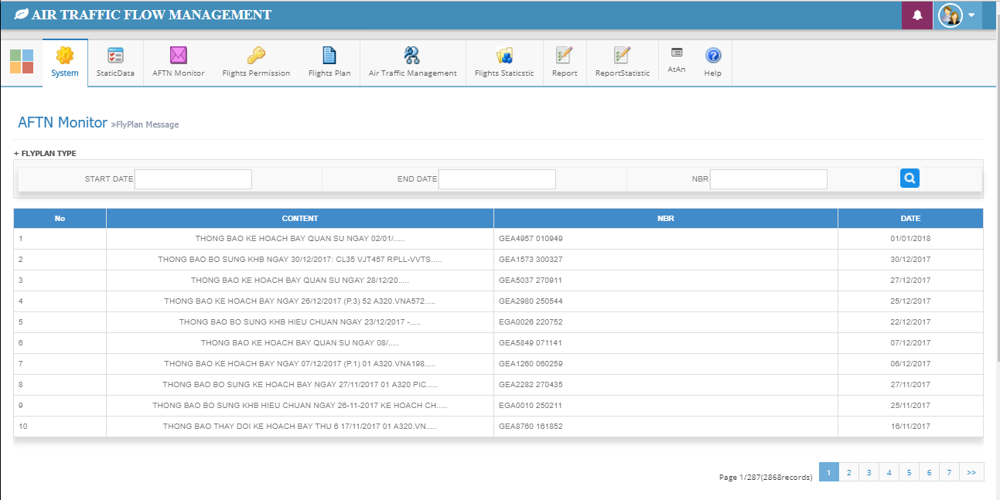 AIR TRAFFIC FLOW MANAGEMENT
System StaticData AFTN Monitor Flights Permission Flights Plan Air Traffic Management Flights Staticstic Report ReportStatistic AtAn Help
AFTN Monitor »FlyPlan Message
+ FLYPLAN TYPE
START DATE END DATE NBR
No CONTENT NBR DATE
1 THONG BAO KE HOACH BAY QUAN SU NGAY 02/01/..... GEA4957 010949 01/01/2018
2 THONG BAO BO SUNG KHB NGAY 30/12/2017: CL35 VJT457 RPLL-VVTS..... GEA1573 300327 30/12/2017
3 THONG BAO KE HOACH BAY QUAN SU NGAY 28/12/20..... GEA5037 270911 27/12/2017
4 THONG BAO KE HOACH BAY NGAY 26/12/2017 (P.3) 52 A320.VNA572..... GEA2980 250544 25/12/2017
5 THONG BAO BO SUNG KHB HIEU CHUAN NGAY 23/12/2017 -..... EGA0026 220752 22/12/2017
6 THONG BAO KE HOACH BAY QUAN SU NGAY 08/..... GEA5849 071141 07/12/2017
7 THONG BAO KE HOACH BAY NGAY 07/12/2017 (P.1) 01 A320.VNA198..... GEA1260 060259 06/12/2017
8 THONG BAO BO SUNG KE HOACH BAY NGAY 27/11/2017 01 A320 PIC..... GEA2282 270435 27/11/2017
9 THONG BAO BO SUNG KHB HIEU CHUAN NGAY 26-11-2017 KE HOACH CH..... EGA0010 250211 25/11/2017
10 THONG BAO THAY DOI KE HOACH BAY THU 6 17/11/2017 01 A320.VN..... GEA8760 161852 16/11/2017
Page 1/287(2868records) 1 2 3 4 5 6 7 >>